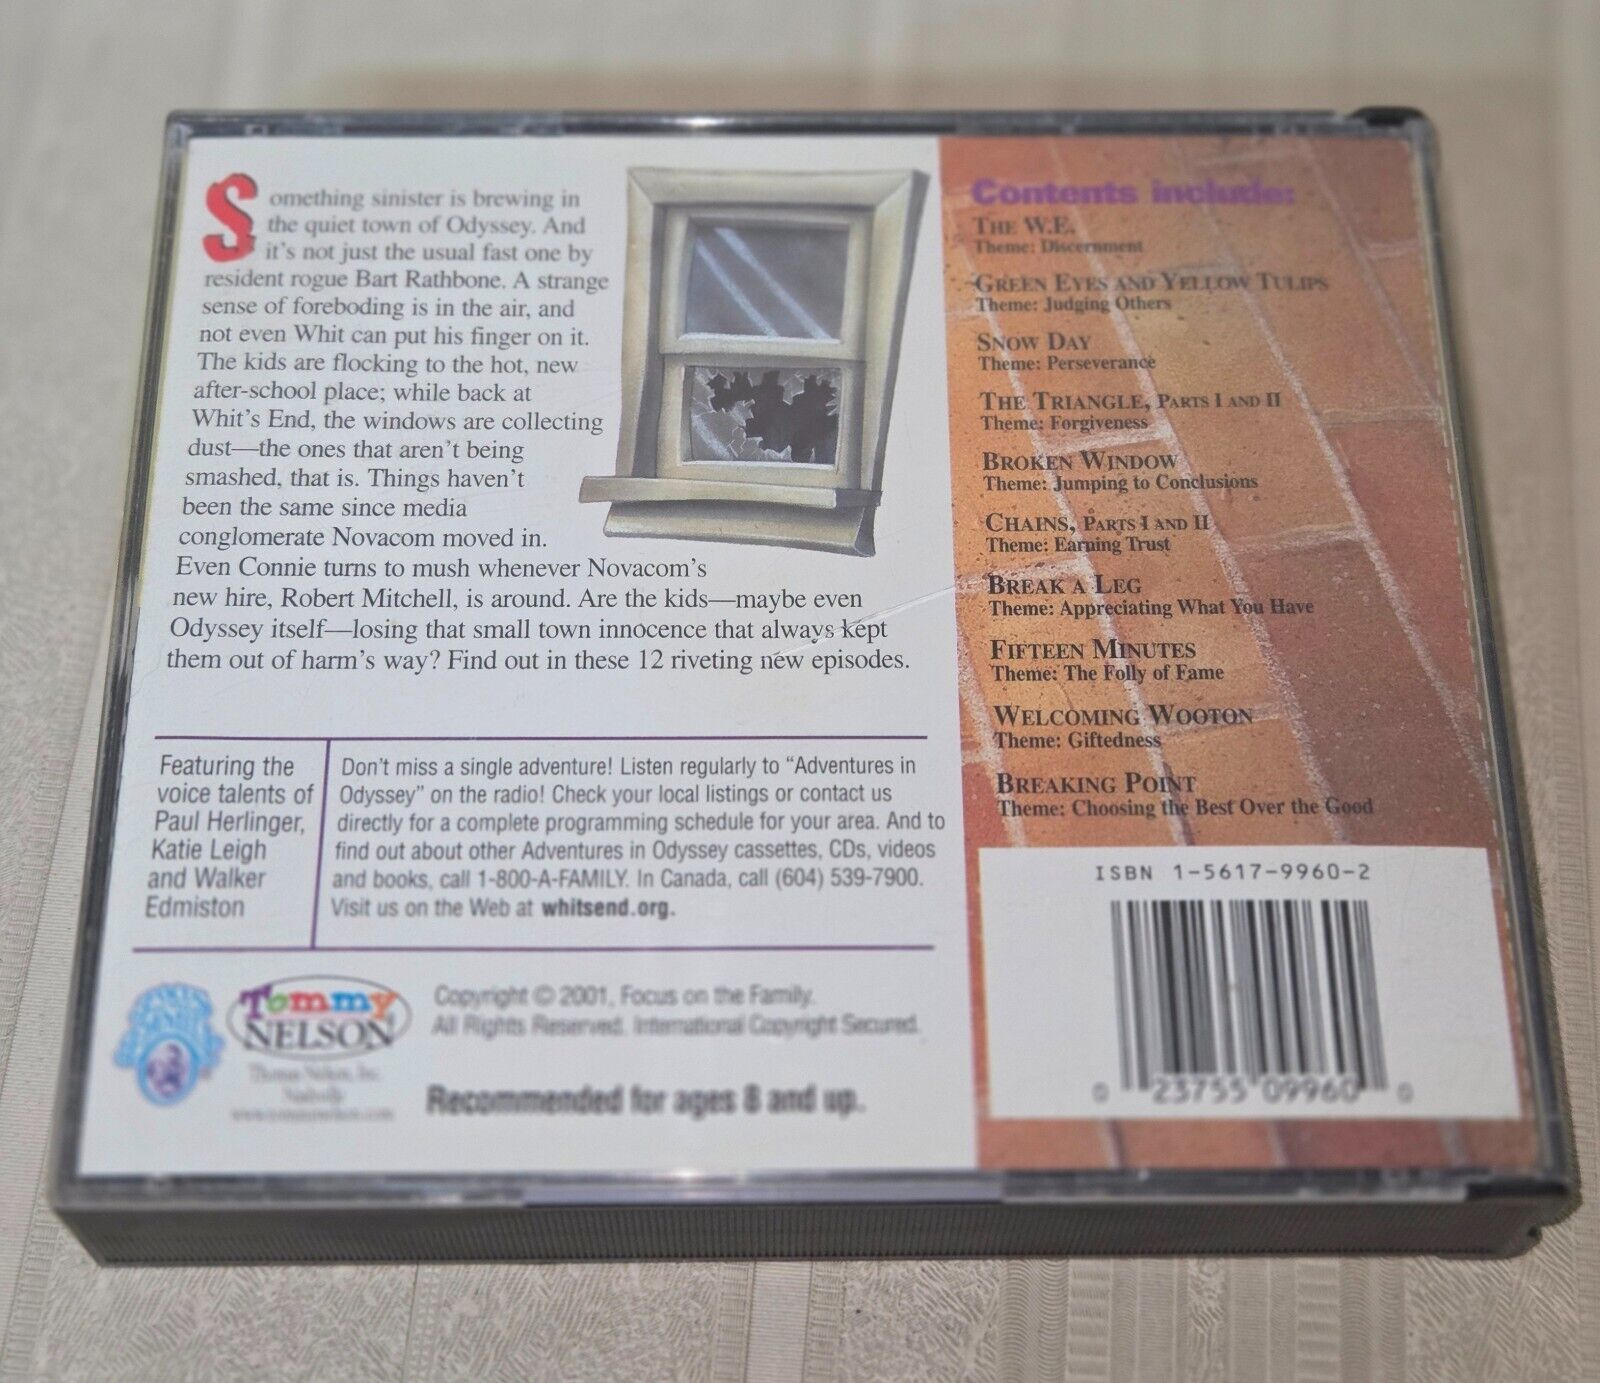 Something sinister is brewing in
the quiet town of Odyssey. And
it's not just the usual fast one by
resident rogue Bart Rathbone. A strange
sense of foreboding is in the air, and
not even Whit can put his finger on it.
The kids are flocking to the hot, new
after-school place; while back at
Whit's End, the windows are collecting
dust—the ones that aren't being
smashed, that is. Things haven't
been the same since media
conglomerate Novacom moved in.
Even Connie turns to mush whenever Novacom's
new hire, Robert Mitchell, is around. Are the kids—maybe even
Odyssey itself—losing that small town innocence that always kept
them out of harm's way? Find out in these 12 riveting new episodes.
Featuring the
voice talents of
Paul Herlinger,
Katie Leigh
and Walker
Edmiston
Don't miss a single adventure! Listen regularly to "Adventures in
Odyssey" on the radio! Check your local listings or contact us
directly for a complete programming schedule for your area. And to
find out about other Adventures in Odyssey cassettes, CDs, videos
and books, call 1-800-A-FAMILY. In Canada, call (604) 539-7900.
Visit us on the Web at whitsend.org.
Tommy
NELSON
Thomas Nelson, Inc.
Nashville
www.tommynelson.com
Copyright © 2001, Focus on the Family.
All Rights Reserved. International Copyright Secured.
Recommended for ages 8 and up.
Contents include:
THE W.E.
Theme: Discernment
GREEN EYES AND YELLOW TULIPS
Theme: Judging Others
SNOW DAY
Theme: Perseverance
THE TRIANGLE, PARTS I AND II
Theme: Forgiveness
BROKEN WINDOW
Theme: Jumping to Conclusions
CHAINS, PARTS I AND II
Theme: Earning Trust
BREAK A LEG
Theme: Appreciating What You Have
FIFTEEN MINUTES
Theme: The Folly of Fame
WELCOMING WOOTON
Theme: Giftedness
BREAKING POINT
Theme: Choosing the Best Over the Good
ISBN 1-5617-9960-2
0 23755 09960 0